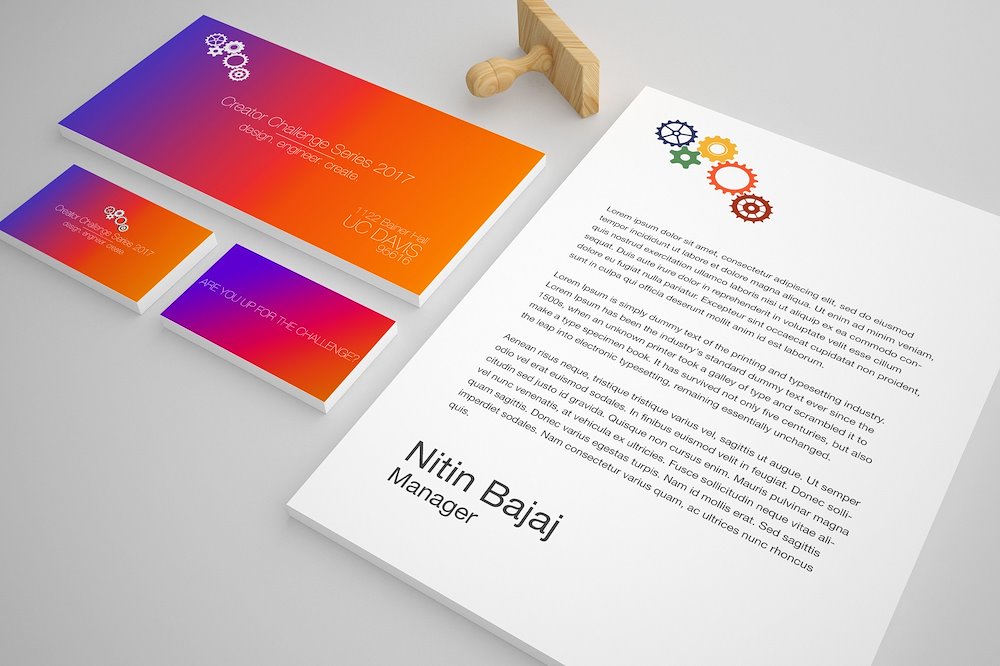 Creator Challenge Series 2017
design. engineer. create
1122 Bainer Hall
UC DAVIS
95616
Creator Challenge Series 2017
design. engineer. create
ARE YOU UP FOR THE CHALLENGE?
Lorem ipsum dolor sit amet, consectetur adipiscing elit, sed do eiusmod
tempor incididunt ut labore et dolore magna aliqua. Ut enim ad minim veniam,
quis nostrud exercitation ullamco laboris nisi ut aliquip ex ea commodo con-
sequat. Duis aute irure dolor in reprehenderit in voluptate velit esse cillum
dolore eu fugiat nulla pariatur. Excepteur sint occaecat cupidatat non proident,
sunt in culpa qui officia deserunt mollit anim id est laborum.
Lorem Ipsum is simply dummy text of the printing and typesetting industry.
Lorem Ipsum has been the industry's standard dummy text ever since the
1500s, when an unknown printer took a galley of type and scrambled it to
make a type specimen book. It has survived not only five centuries, but also
the leap into electronic typesetting, remaining essentially unchanged.
Aenean risus neque, tristique tristique varius vel, sagittis ut augue. Ut semper
odio vel erat euismod sodales. In finibus euismod velit in feugiat. Donec solli-
citudin sed justo id gravida. Quisque non cursus enim. Mauris pulvinar magna
vel nunc venenatis, at vehicula ex ultricies. Fusce sollicitudin neque vitae ali-
quam sagittis. Donec varius egestas turpis. Nam id mollis erat. Sed sagittis
imperdiet sodales. Nam consectetur varius quam, ac ultrices nunc rhoncus
quis.
Nitin Bajaj
Manager